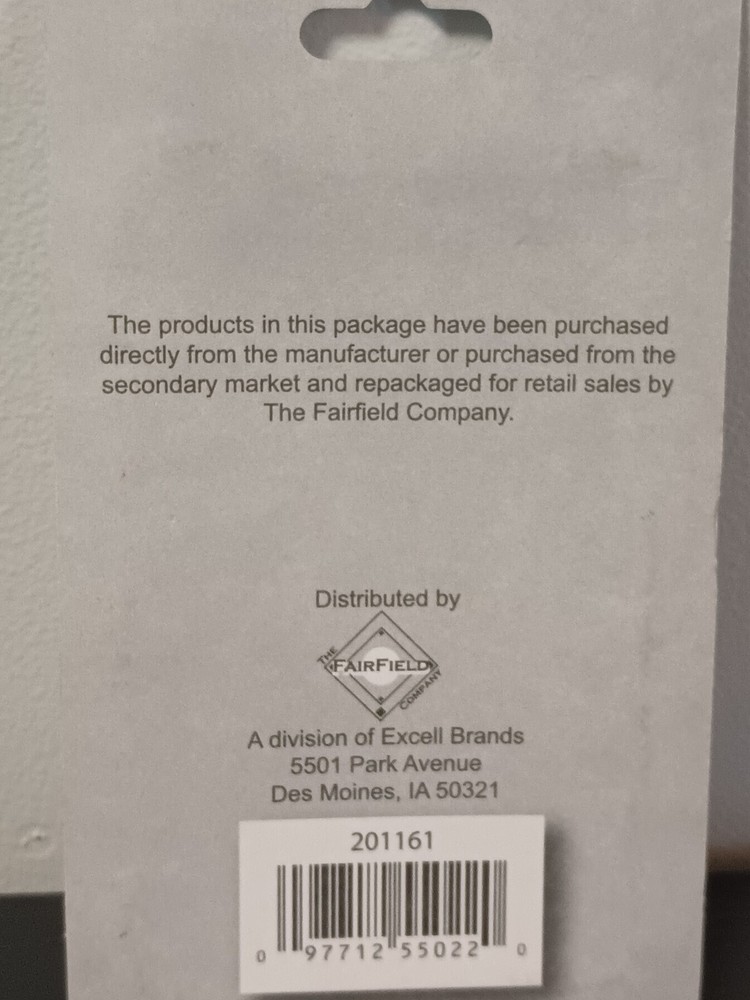 The products in this package have been purchased
directly from the manufacturer or purchased from the
secondary market and repackaged for retail sales by
The Fairfield Company.
Distributed by
THE
FAIRFIELD
COMPANY
A division of Excell Brands
5501 Park Avenue
Des Moines, IA 50321
201161
0 97712 55022 0